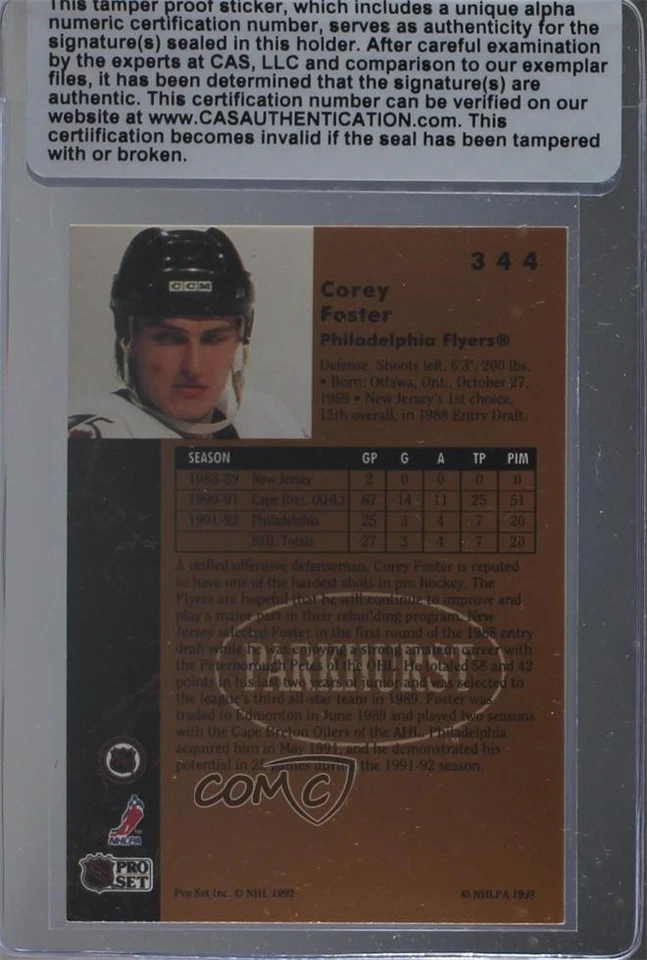 This tamper proof sticker, which includes a unique alpha
numeric certification number, serves as authenticity for the
signature(s) sealed in this holder. After careful examination
by the experts at CAS, LLC and comparison to our exemplar
files, it has been determined that the signature(s) are
authentic. This certification number can be verified on our
website at www.CASAUTHENTICATION.com. This
certiification becomes invalid if the seal has been tampered
with or broken.
344
CCM
Corey
Foster
Philadelphia Flyers®
Defense. Shoots left, 6'3", 200 lbs.
• Born: Ottawa, Ont., October 27,
1969 • New Jersey's 1st choice,
12th overall, in 1988 Entry Draft.
SEASON GP G A TP PIM
1988-89 New Jersey 2 0 0 0 0
1990-91 Cape Bret. (AHL) 67 14 11 25 51
1991-92 Philadelphia 25 3 4 7 20
NHL Totals 27 3 4 7 20
A skilled offensive defenseman, Corey Foster is reputed
to have one of the hardest shots in pro hockey. The
Flyers are hopeful that he will continue to improve and
play a major part in their rebuilding program. New
Jersey selected Foster in the first round of the 1988 entry
draft while he was enjoying a strong amateur career with
the Peterborough Petes of the OHL. He totaled 58 and 42
points in his last two years of junior and was selected to
the league's third all-star team in 1989. Foster was
traded to Edmonton in June 1989 and played two seasons
with the Cape Breton Oilers of the AHL. Philadelphia
acquired him in May 1991, and he demonstrated his
potential in 25 games during the 1991-92 season.
PARKHURST
COMC
NHLPA
PRO
SET
Pro Set Inc. © NHL 1992 © NHLPA 1992